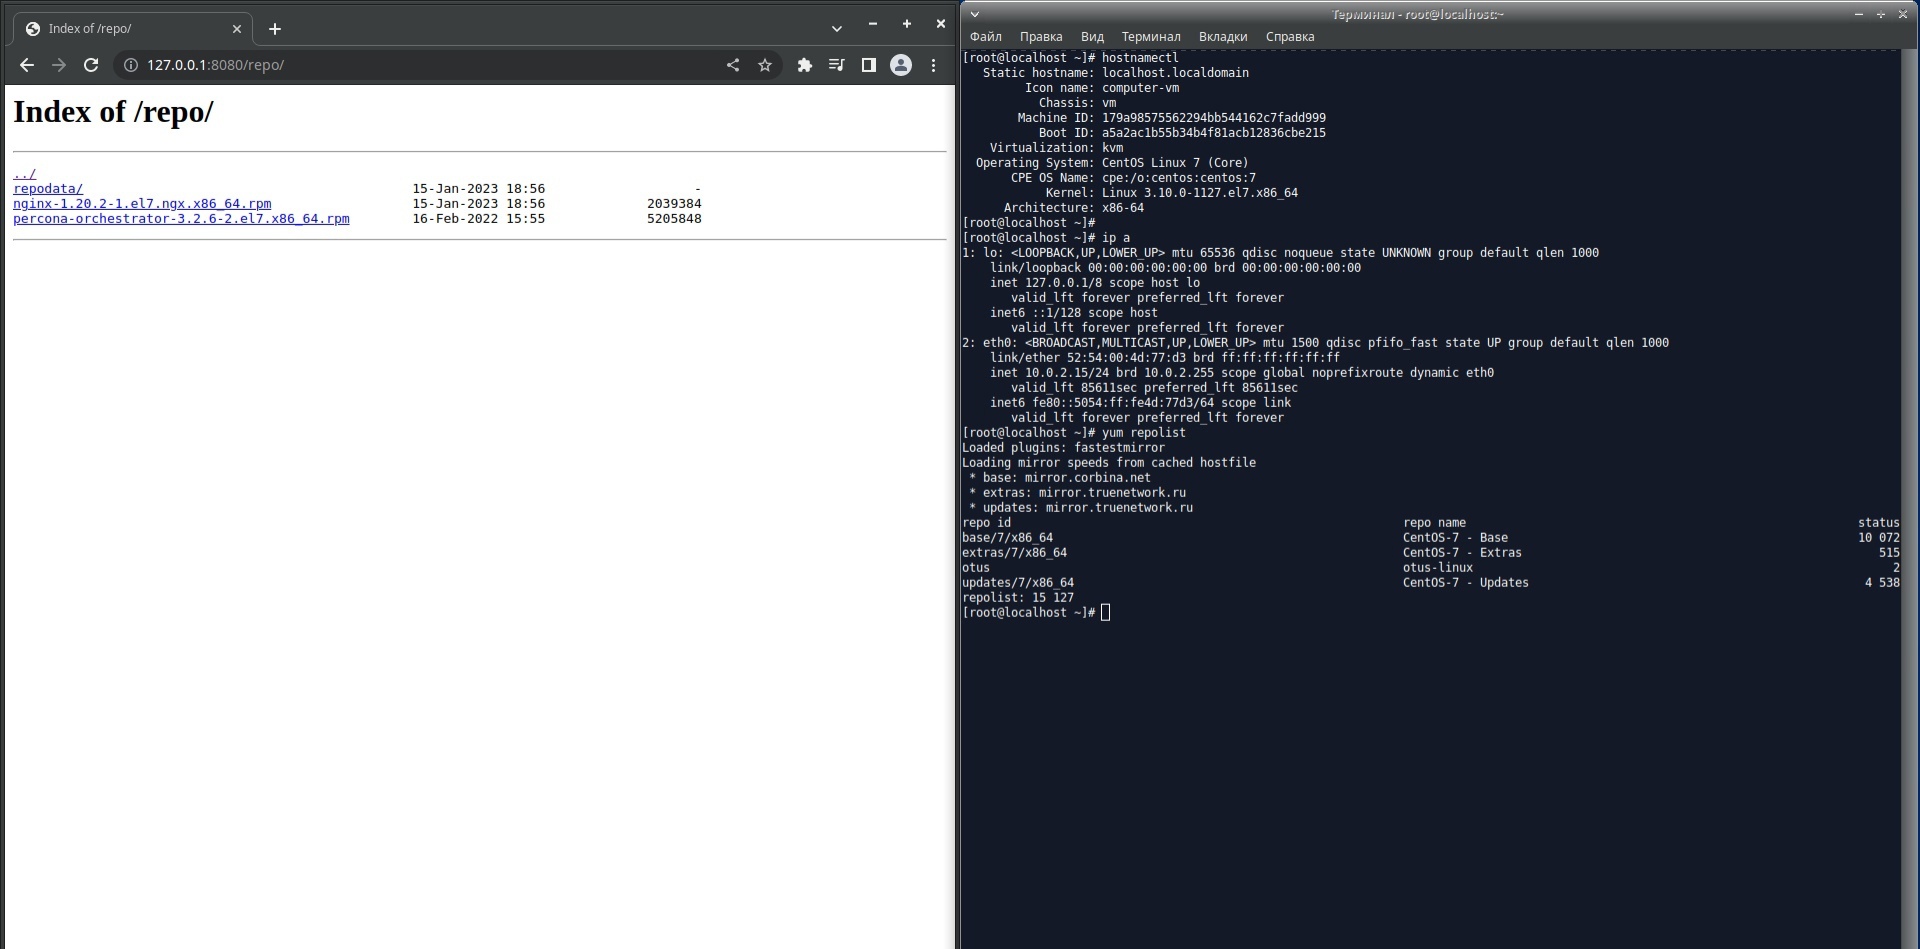 Index of /repo/
127.0.0.1:8080/repo/
Index of /repo/
../
repodata/ 15-Jan-2023 18:56 -
nginx-1.20.2-1.el7.ngx.x86_64.rpm 15-Jan-2023 18:56 2039384
percona-orchestrator-3.2.6-2.el7.x86_64.rpm 16-Feb-2022 15:55 5205848
Терминал - root@localhost:~
Файл Правка Вид Терминал Вкладки Справка
[root@localhost ~]# hostnamectl
Static hostname: localhost.localdomain
Icon name: computer-vm
Chassis: vm
Machine ID: 179a98575562294bb544162c7fadd999
Boot ID: a5a2ac1b55b34b4f81acb12836cbe215
Virtualization: kvm
Operating System: CentOS Linux 7 (Core)
CPE OS Name: cpe:/o:centos:centos:7
Kernel: Linux 3.10.0-1127.el7.x86_64
Architecture: x86-64
[root@localhost ~]#
[root@localhost ~]# ip a
1: lo: <LOOPBACK,UP,LOWER_UP> mtu 65536 qdisc noqueue state UNKNOWN group default qlen 1000
link/loopback 00:00:00:00:00:00 brd 00:00:00:00:00:00
inet 127.0.0.1/8 scope host lo
valid_lft forever preferred_lft forever
inet6 ::1/128 scope host
valid_lft forever preferred_lft forever
2: eth0: <BROADCAST,MULTICAST,UP,LOWER_UP> mtu 1500 qdisc pfifo_fast state UP group default qlen 1000
link/ether 52:54:00:4d:77:d3 brd ff:ff:ff:ff:ff:ff
inet 10.0.2.15/24 brd 10.0.2.255 scope global noprefixroute dynamic eth0
valid_lft 85611sec preferred_lft 85611sec
inet6 fe80::5054:ff:fe4d:77d3/64 scope link
valid_lft forever preferred_lft forever
[root@localhost ~]# yum repolist
Loaded plugins: fastestmirror
Loading mirror speeds from cached hostfile
* base: mirror.corbina.net
* extras: mirror.truenetwork.ru
* updates: mirror.truenetwork.ru
repo id repo name status
base/7/x86_64 CentOS-7 - Base 10 072
extras/7/x86_64 CentOS-7 - Extras 515
otus otus-linux 2
updates/7/x86_64 CentOS-7 - Updates 4 538
repolist: 15 127
[root@localhost ~]#